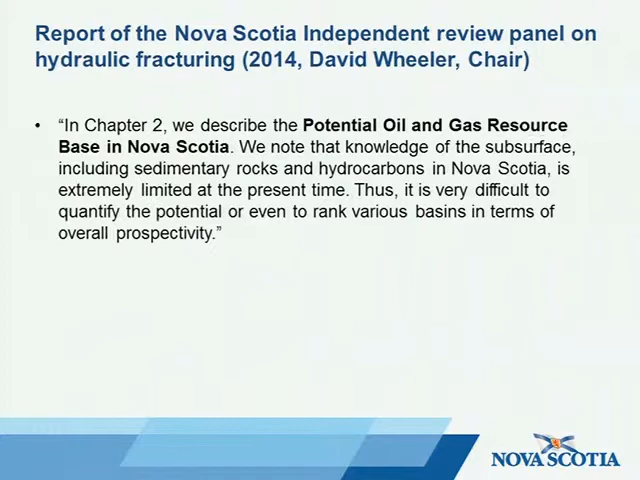 Report of the Nova Scotia Independent review panel on
hydraulic fracturing (2014, David Wheeler, Chair)
• “In Chapter 2, we describe the Potential Oil and Gas Resource
Base in Nova Scotia. We note that knowledge of the subsurface,
including sedimentary rocks and hydrocarbons in Nova Scotia, is
extremely limited at the present time. Thus, it is very difficult to
quantify the potential or even to rank various basins in terms of
overall prospectivity.”
NOVA SCOTIA